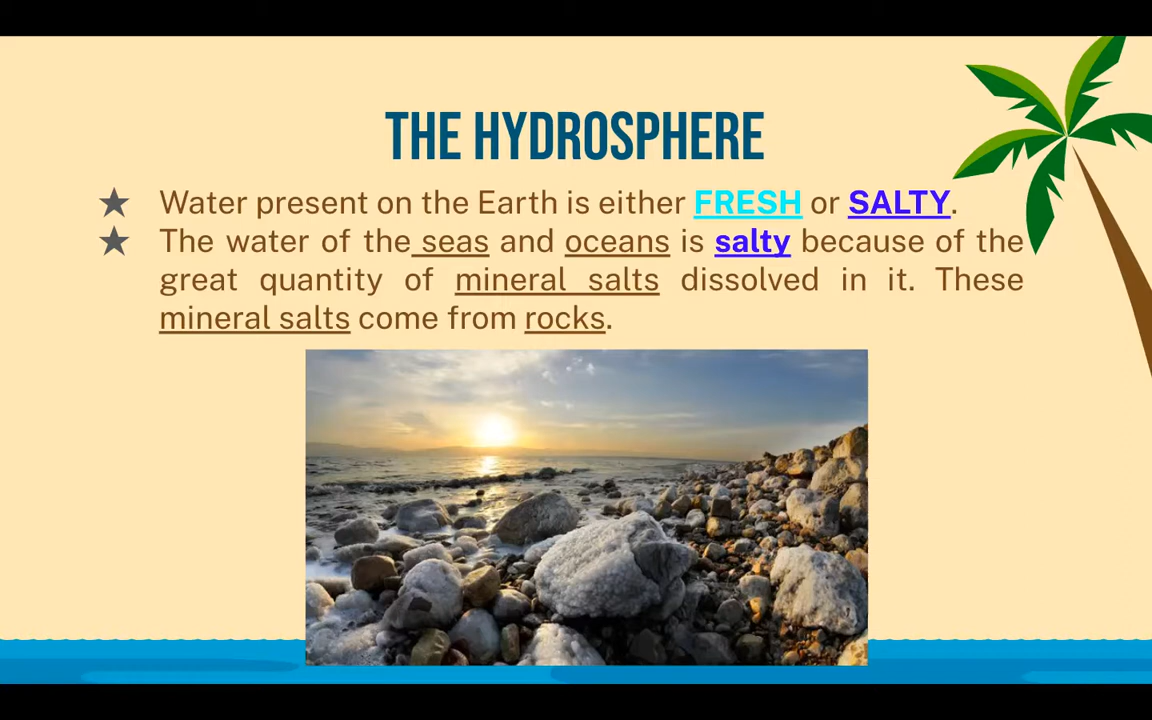 THE HYDROSPHERE
★ Water present on the Earth is either FRESH or SALTY.
★ The water of the seas and oceans is salty because of the
great quantity of mineral salts dissolved in it. These
mineral salts come from rocks.